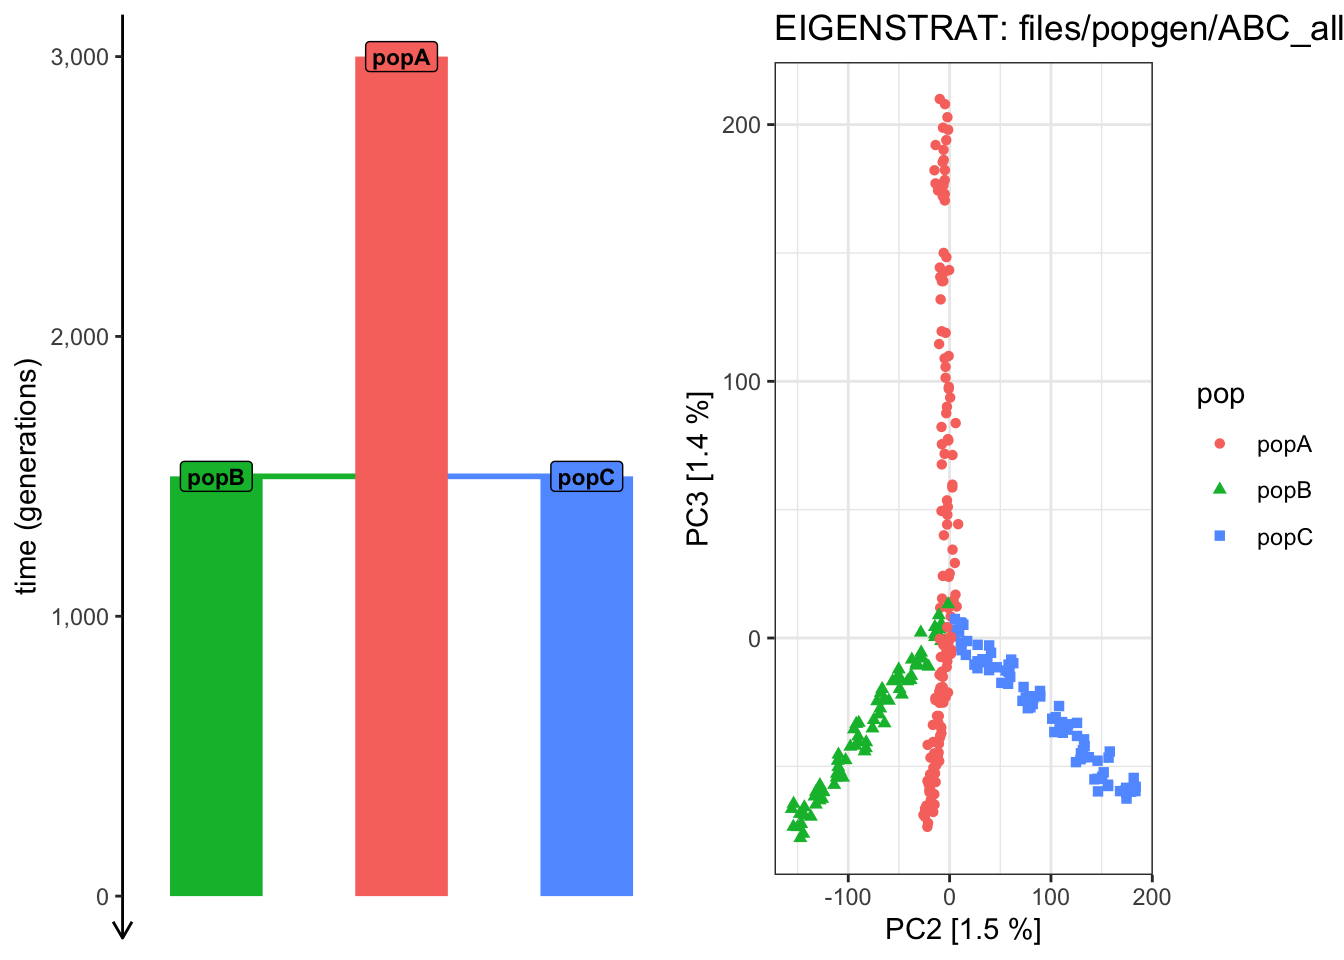 3,000
2,000
1,000
0
time (generations)
popA
popB
popC
EIGENSTRAT: files/popgen/ABC_all
200
100
0
PC3 [1.4 %]
-100
0
100
200
PC2 [1.5 %]
pop
popA
popB
popC